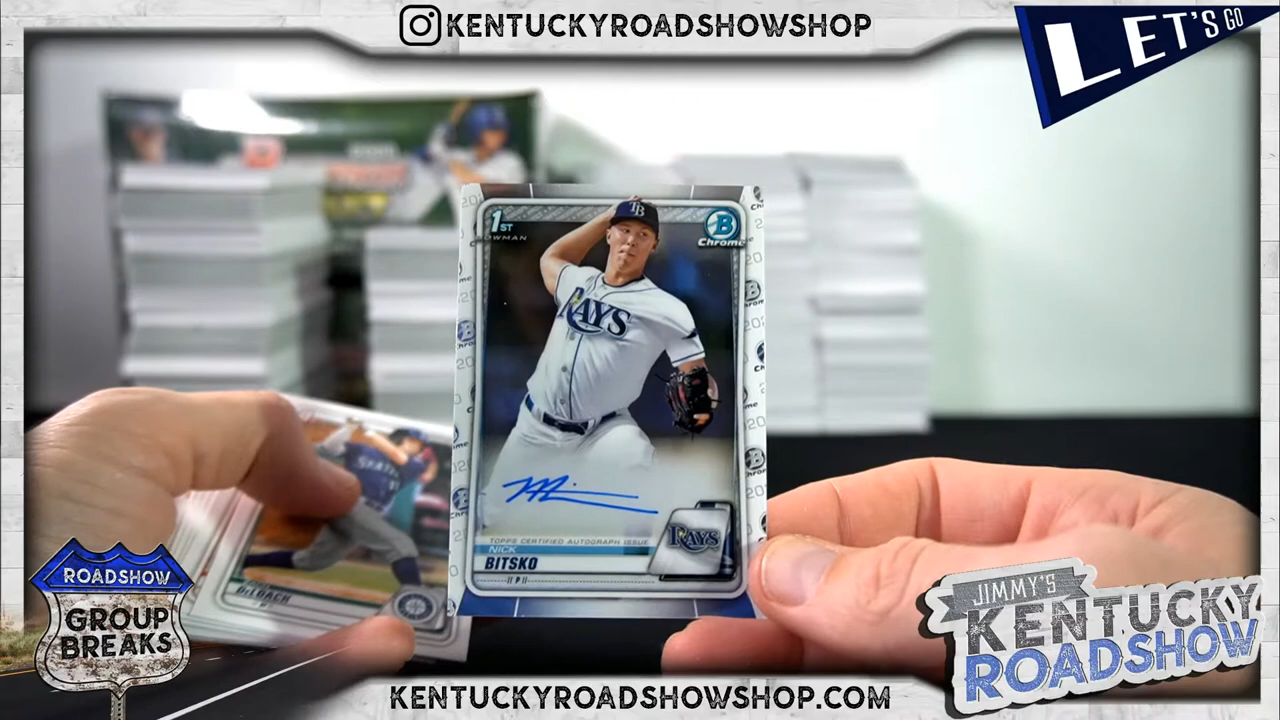 KENTUCKYROADSHOWSHOP
LET'S GO
1ST
BOWMAN
TB
B
Chrome
RAYS
TOPPS CERTIFIED AUTOGRAPH ISSUE
NICK
BITSKO
P
RAYS
ROADSHOW
GROUP
BREAKS
JIMMY'S
KENTUCKY
ROADSHOW
KENTUCKYROADSHOWSHOP.COM